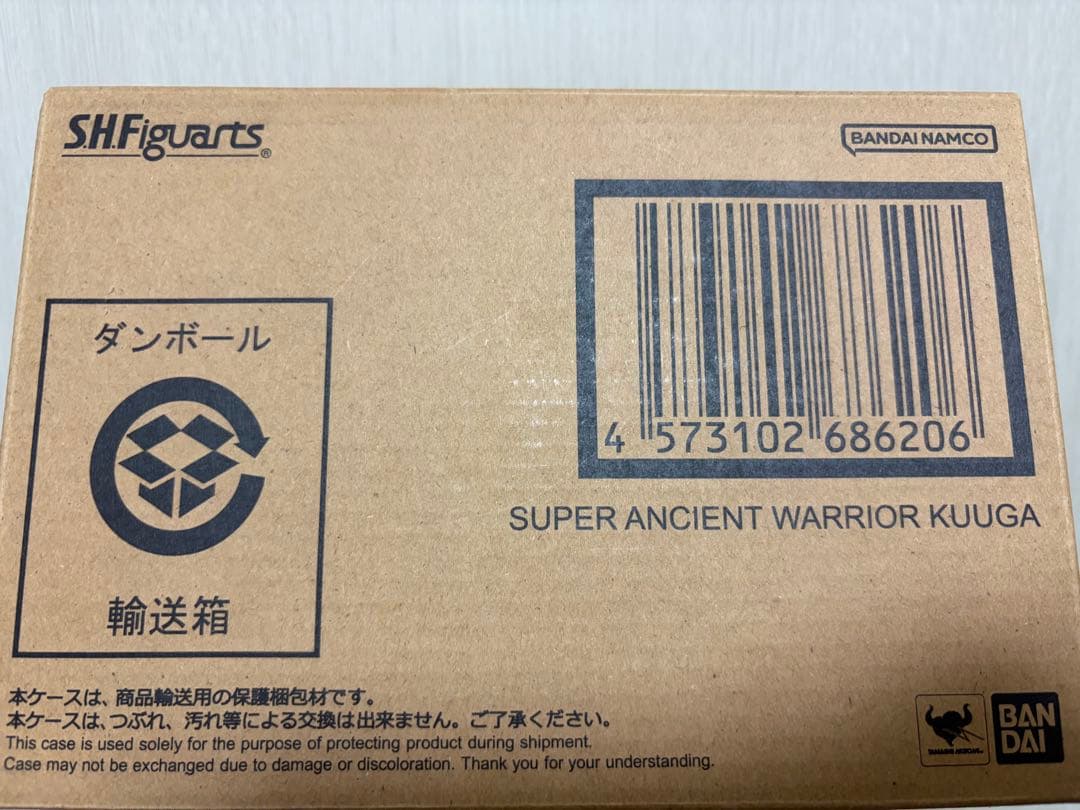 S.H.Figuarts®
BANDAI NAMCO
4 573102 686206
SUPER ANCIENT WARRIOR KUUGA
ダンボール
輸送箱
本ケースは、商品輸送用の保護梱包材です。
本ケースは、つぶれ、汚れ等による交換は出来ません。ご了承ください。
This case is used solely for the purpose of protecting product during shipment.
Case may not be exchanged due to damage or discoloration. Thank you for your understanding.
BAN
DAI